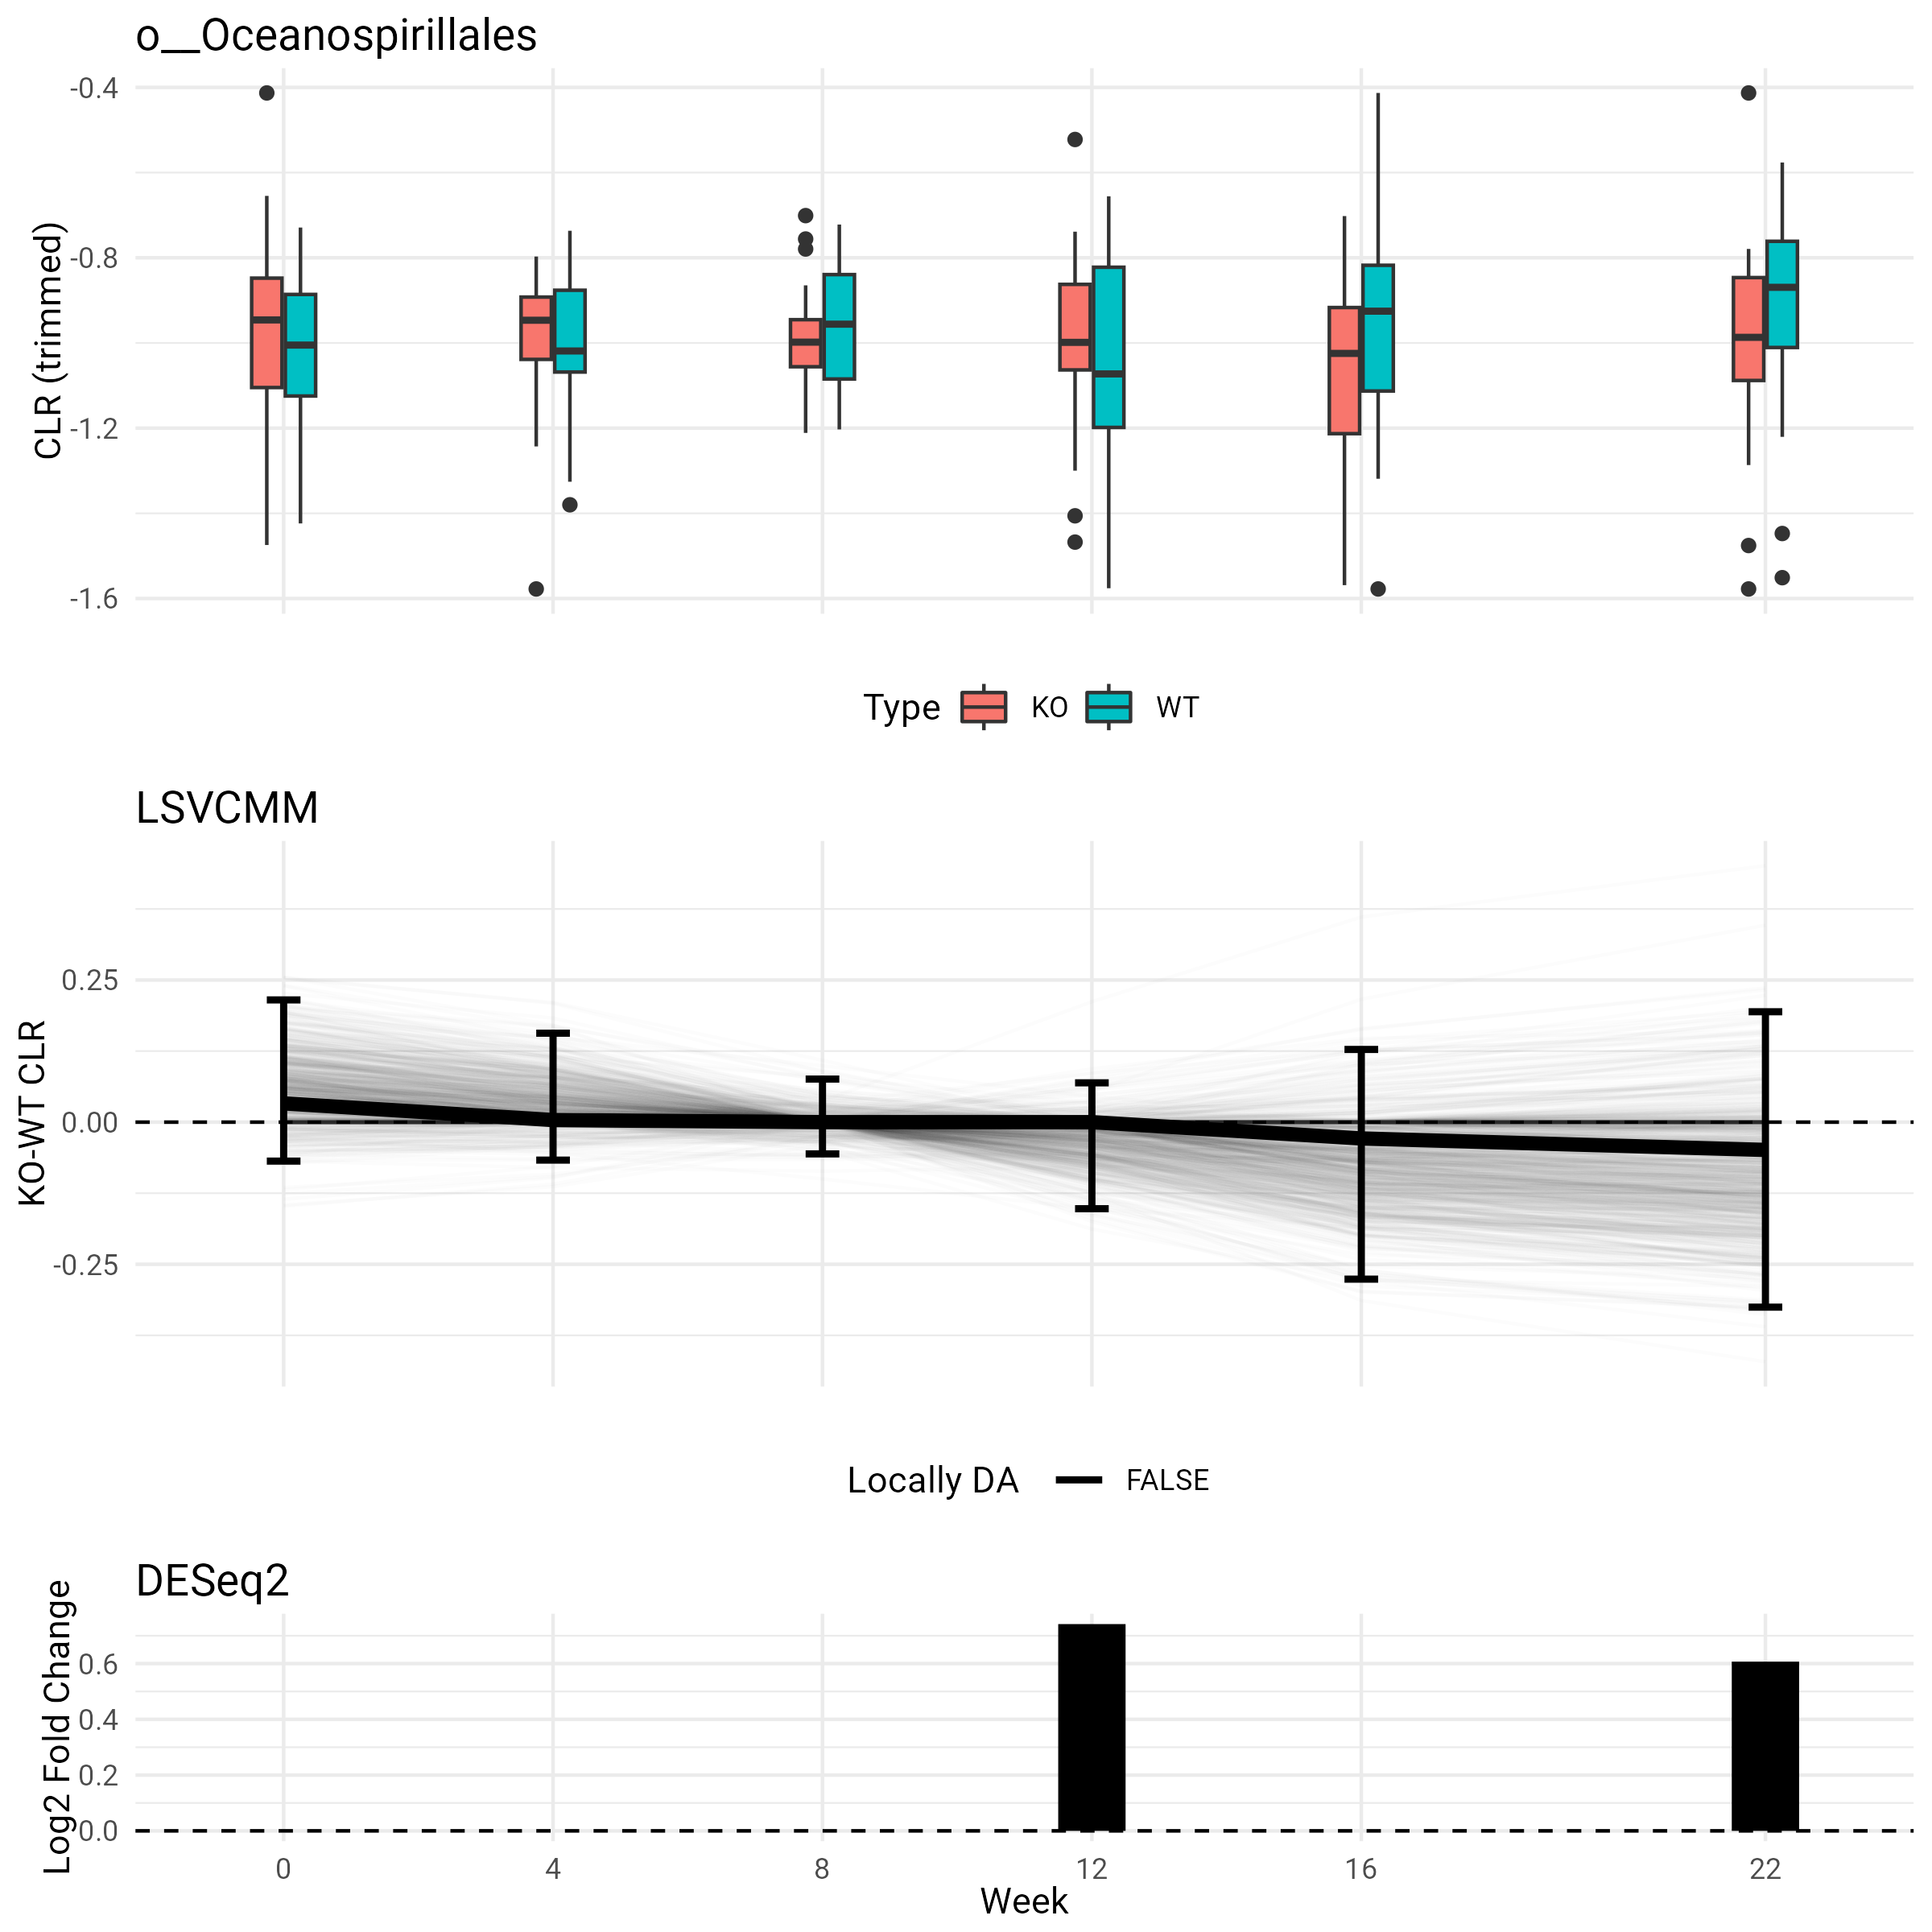 o__Oceanospirillales
CLR (trimmed)
-0.4
-0.8
-1.2
-1.6
Type KO WT
LSVCMM
KO-WT CLR
0.25
0.00
-0.25
Locally DA FALSE
DESeq2
Log2 Fold Change
0.6
0.4
0.2
0.0
0 4 8 12 16 22
Week